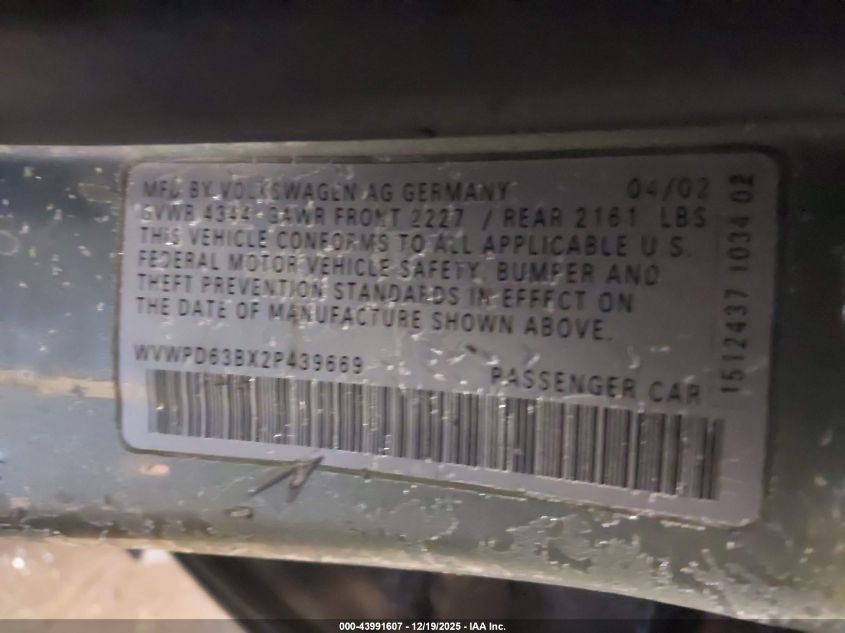 MFD BY VOLKSWAGEN AG GERMANY 04/02
GVWR 4344 GAWR FRONT 2227 / REAR 2161 LBS
THIS VEHICLE CONFORMS TO ALL APPLICABLE U.S.
FEDERAL MOTOR VEHICLE SAFETY, BUMPER AND
THEFT PREVENTION STANDARDS IN EFFECT ON
THE DATE OF MANUFACTURE SHOWN ABOVE.
WVWPD63BX2P439669
PASSENGER CAR
1512437 1034 02
000-43991607 - 12/19/2025 - IAA Inc.